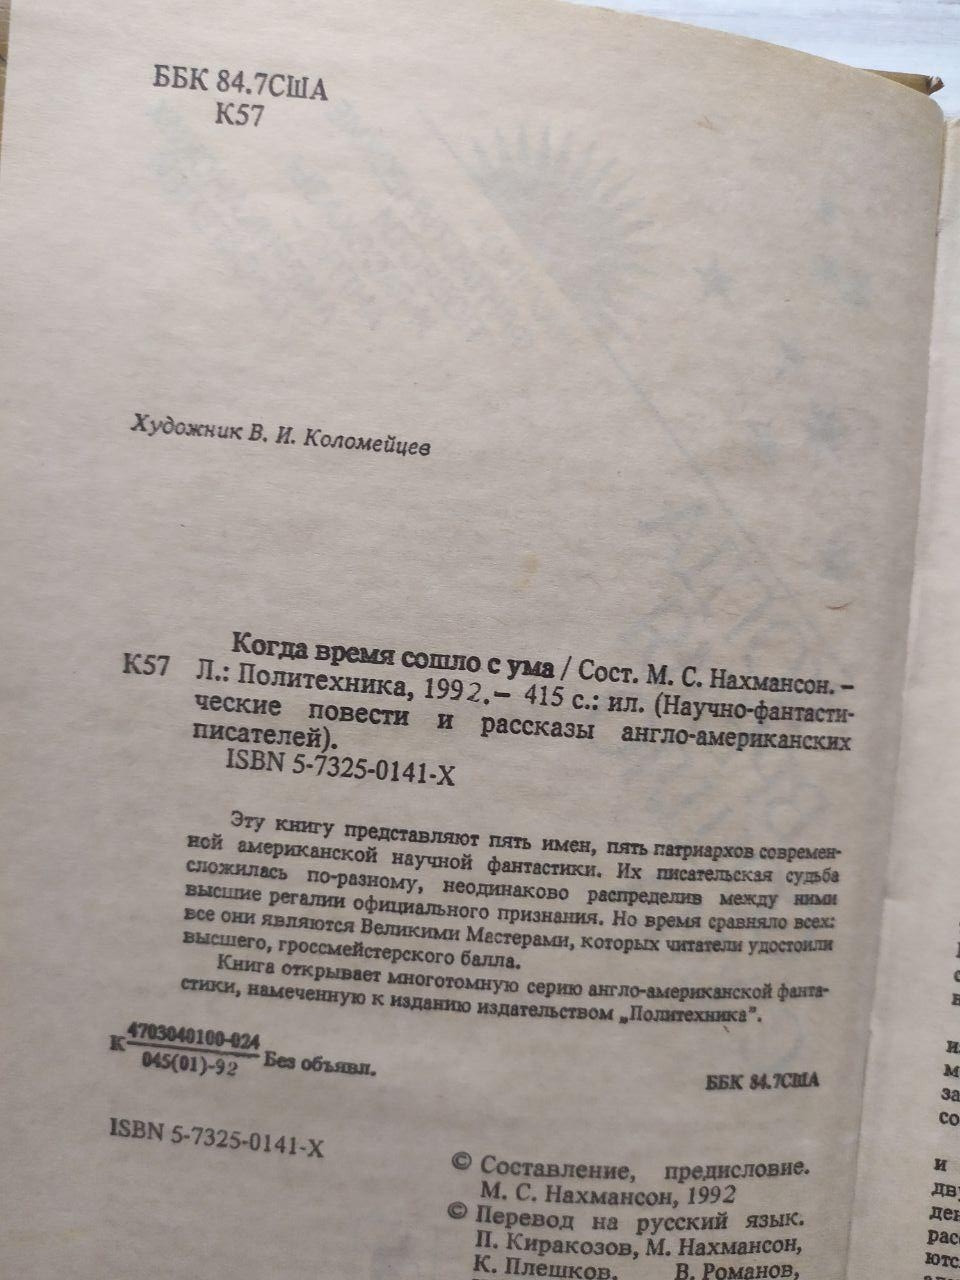 ББК 84.7США
К57
Художник В. И. Коломейцев
Когда время сошло с ума / Сост. М. С. Нахмансон. –
К57 Л.: Политехника, 1992. – 415 с.: ил. (Научно-фантасти-
ческие повести и рассказы англо-американских
писателей).
ISBN 5-7325-0141-X
Эту книгу представляют пять имен, пять патриархов современ-
ной американской научной фантастики. Их писательская судьба
сложилась по-разному, неодинаково распределив между ними
высшие регалии официального признания. Но время сравняло всех:
все они являются Великими Мастерами, которых читатели удостоили
высшего, гроссмейстерского балла.
Книга открывает многотомную серию англо-американской фанта-
стики, намеченную к изданию издательством „Политехника".
К 4703040100-024
045(01)-92 Без объявл.
ББК 84.7США
ISBN 5-7325-0141-X
© Составление, предисловие.
М. С. Нахмансон, 1992
© Перевод на русский язык.
П. Киракозов, М. Нахмансон,
К. Плешков, В. Романов,